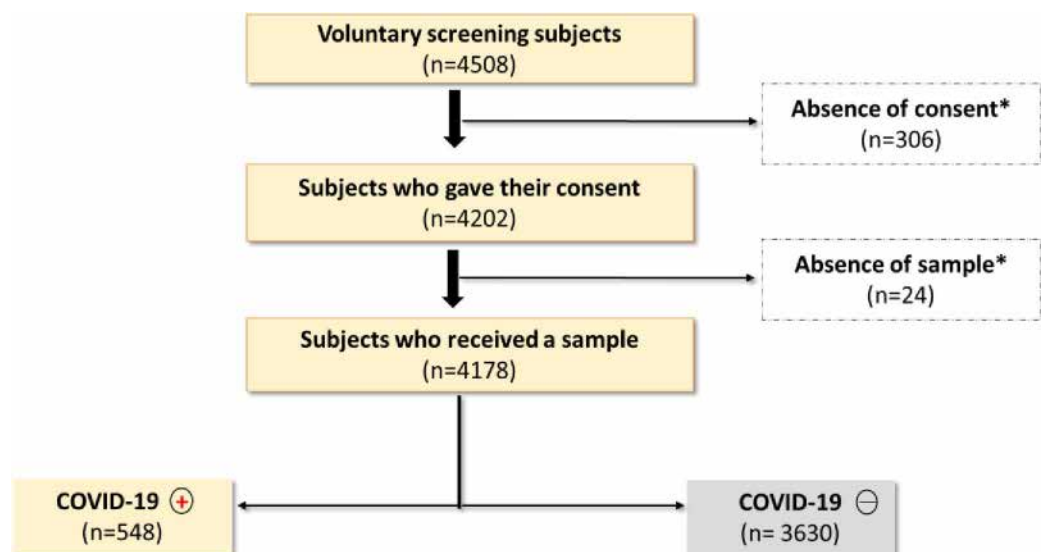 Voluntary screening subjects
(n=4508)
Absence of consent*
(n=306)
Subjects who gave their consent
(n=4202)
Absence of sample*
(n=24)
Subjects who received a sample
(n=4178)
COVID-19 +
(n=548)
COVID-19 −
(n= 3630)